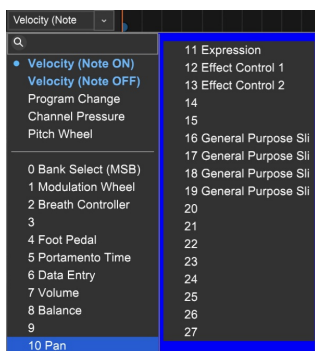 Velocity (Note
Velocity (Note ON)
Velocity (Note OFF)
Program Change
Channel Pressure
Pitch Wheel
0 Bank Select (MSB)
1 Modulation Wheel
2 Breath Controller
3
4 Foot Pedal
5 Portamento Time
6 Data Entry
7 Volume
8 Balance
9
10 Pan
11 Expression
12 Effect Control 1
13 Effect Control 2
14
15
16 General Purpose Sli
17 General Purpose Sli
18 General Purpose Sli
19 General Purpose Sli
20
21
22
23
24
25
26
27